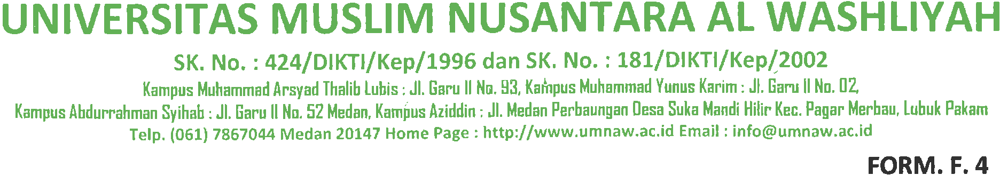 UNIVERSITAS MUSLIM NUSANTARA AL WASHLIYAH
SK. No. : 424/DIKTI/Kep/1996 dan SK. No. : 181/DIKTI/Kep/2002
Kampus Muhammad Arsyad Thalib Lubis : Jl. Garu II No. 93, Kampus Muhammad Yunus Karim : Jl. Garu II No. 02,
Kampus Abdurrahman Syihab : Jl. Garu II No. 52 Medan, Kampus Aziddin : Jl. Medan Perbaungan Desa Suka Mandi Hilir Kec. Pagar Merbau, Lubuk Pakam
Telp. (061) 7867044 Medan 20147 Home Page : http://www.umnaw.ac.id Email : info@umnaw.ac.id
FORM. F. 4